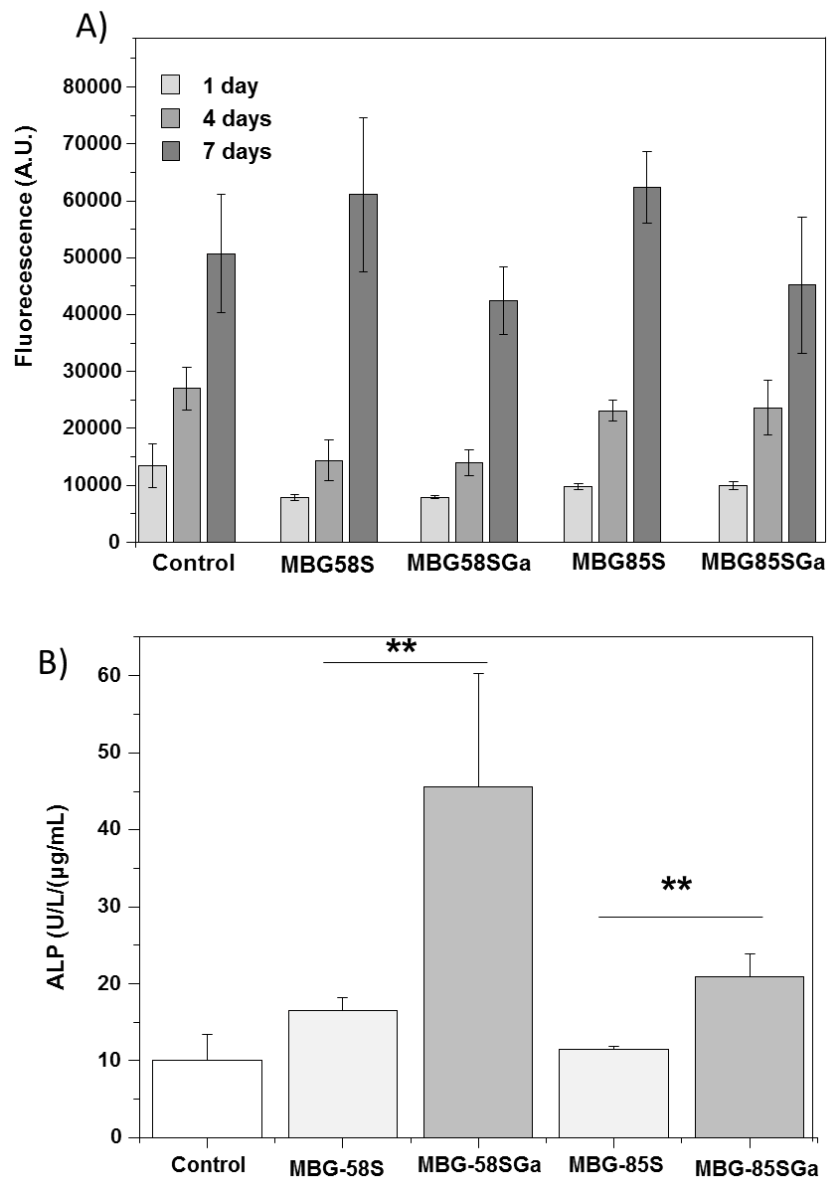 A)
Fluorecescence (A.U.)
80000
70000
60000
50000
40000
30000
20000
10000
0
1 day
4 days
7 days
Control MBG58S MBG58SGa MBG85S MBG85SGa
B)
ALP (U/L/(µg/mL)
60
50
40
30
20
10
0
**
**
Control MBG-58S MBG-58SGa MBG-85S MBG-85SGa